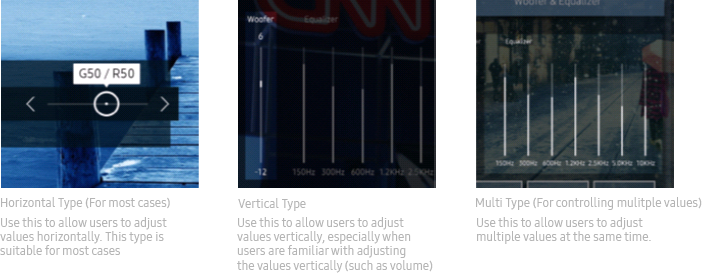 G50 / R50
Horizontal Type (For most cases)
Use this to allow users to adjust
values horizontally. This type is
suitable for most cases
Woofer
Equalizer
6
-12
150Hz 300Hz 600Hz 1.2KHz 2.5K
Vertical Type
Use this to allow users to adjust
values vertically, especially when
users are familiar with adjusting
the values vertically (such as volume)
Woofer & Equalizer
Equalizer
150Hz 300Hz 600Hz 1.2KHz 2.5KHz 5.0KHz 10KHz
Multi Type (For controlling mulitple values)
Use this to allow users to adjust
multiple values at the same time.